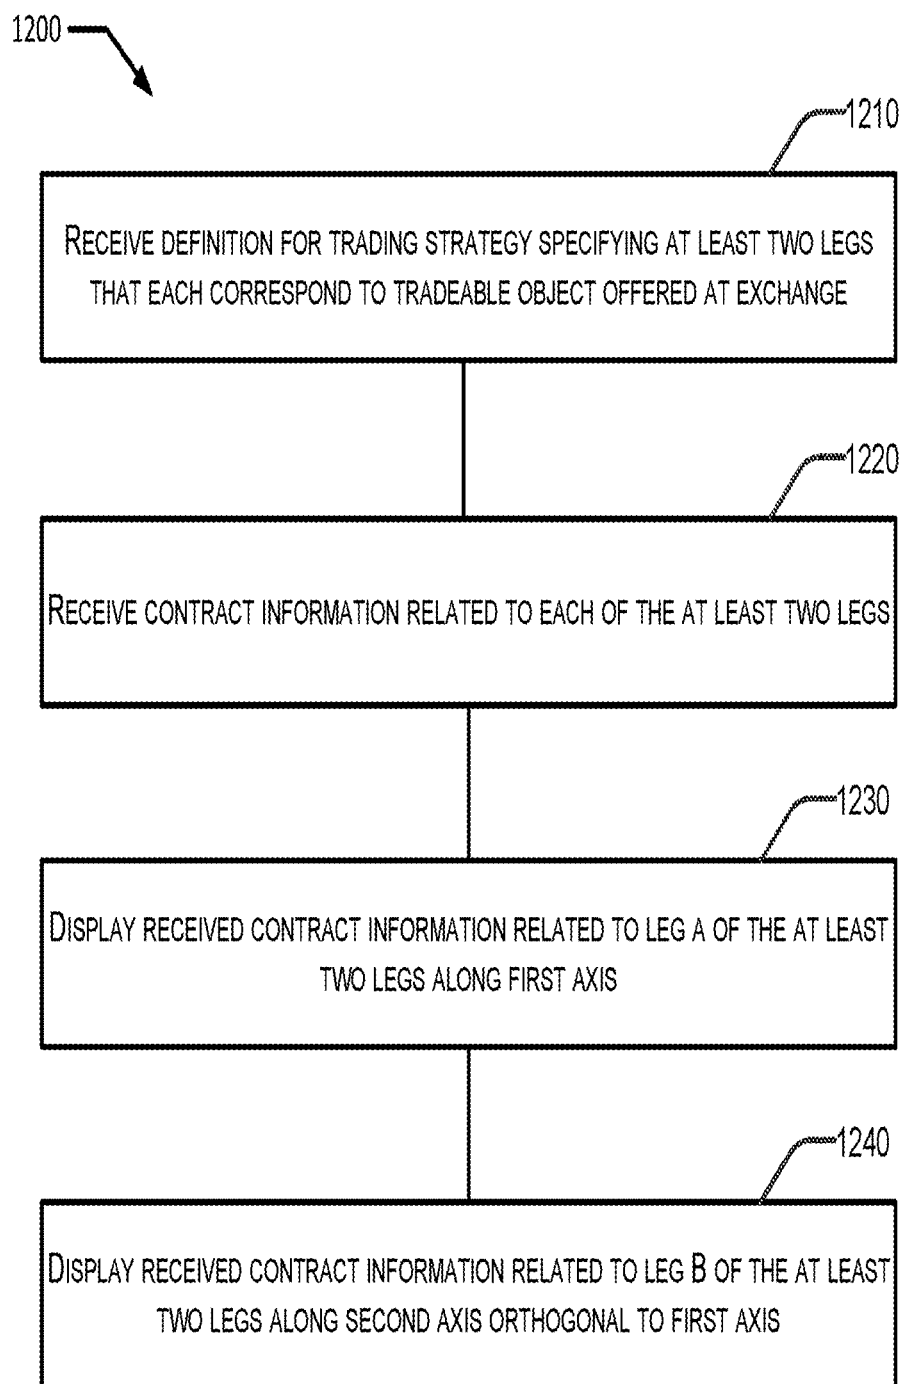 1200
1210
RECEIVE DEFINITION FOR TRADING STRATEGY SPECIFYING AT LEAST TWO LEGS
THAT EACH CORRESPOND TO TRADEABLE OBJECT OFFERED AT EXCHANGE
1220
RECEIVE CONTRACT INFORMATION RELATED TO EACH OF THE AT LEAST TWO LEGS
1230
DISPLAY RECEIVED CONTRACT INFORMATION RELATED TO LEG A OF THE AT LEAST
TWO LEGS ALONG FIRST AXIS
1240
DISPLAY RECEIVED CONTRACT INFORMATION RELATED TO LEG B OF THE AT LEAST
TWO LEGS ALONG SECOND AXIS ORTHOGONAL TO FIRST AXIS